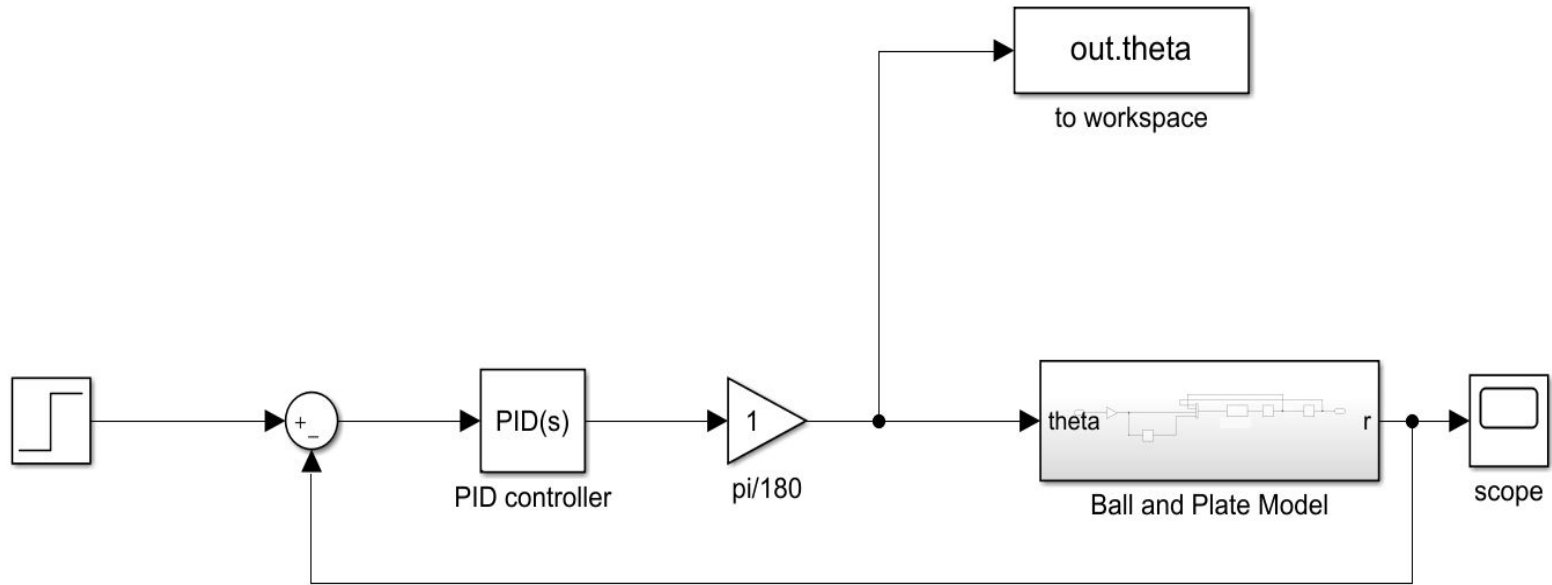 out.theta
to workspace
+
−
PID(s)
PID controller
1
pi/180
theta
r
Ball and Plate Model
scope